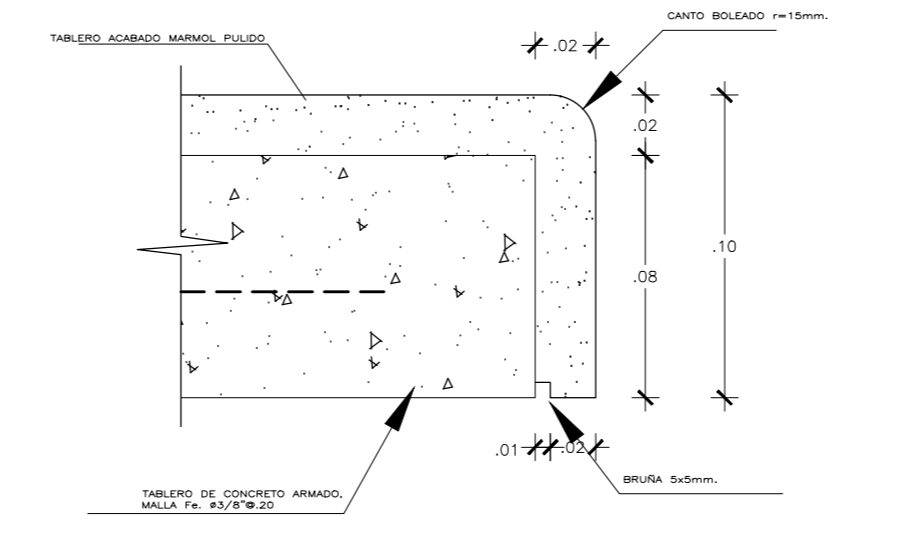 CANTO BOLEADO r=15mm.
TABLERO ACABADO MARMOL PULIDO
.02
.02
.10
.08
.01
.02
BRUÑA 5x5mm.
TABLERO DE CONCRETO ARMADO,
MALLA Fe. ø3/8"@.20